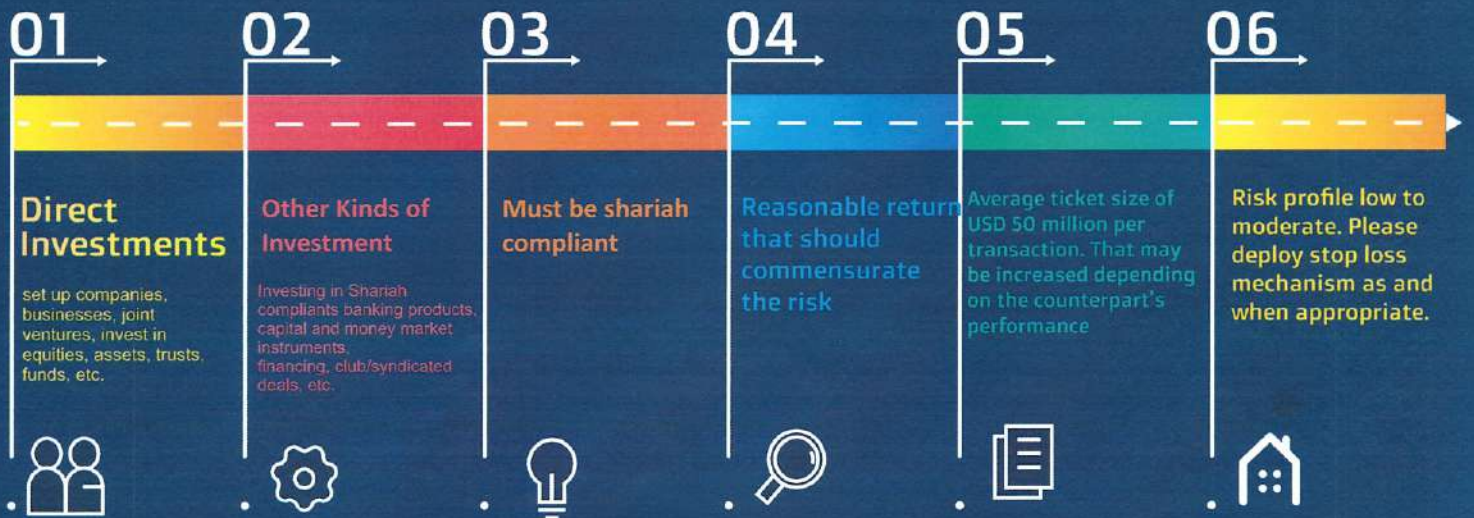 01
Direct
Investments
set up companies,
businesses, joint
ventures, invest in
equities, assets, trusts,
funds, etc.
02
Other Kinds of
Investment
Investing in Shariah
compliants banking products,
capital and money market
instruments,
financing, club/syndicated
deals, etc.
03
Must be shariah
compliant
04
Reasonable return
that should
commensurate
the risk
05
Average ticket size of
USD 50 million per
transaction. That may
be increased depending
on the counterpart's
performance
06
Risk profile low to
moderate. Please
deploy stop loss
mechanism as and
when appropriate.